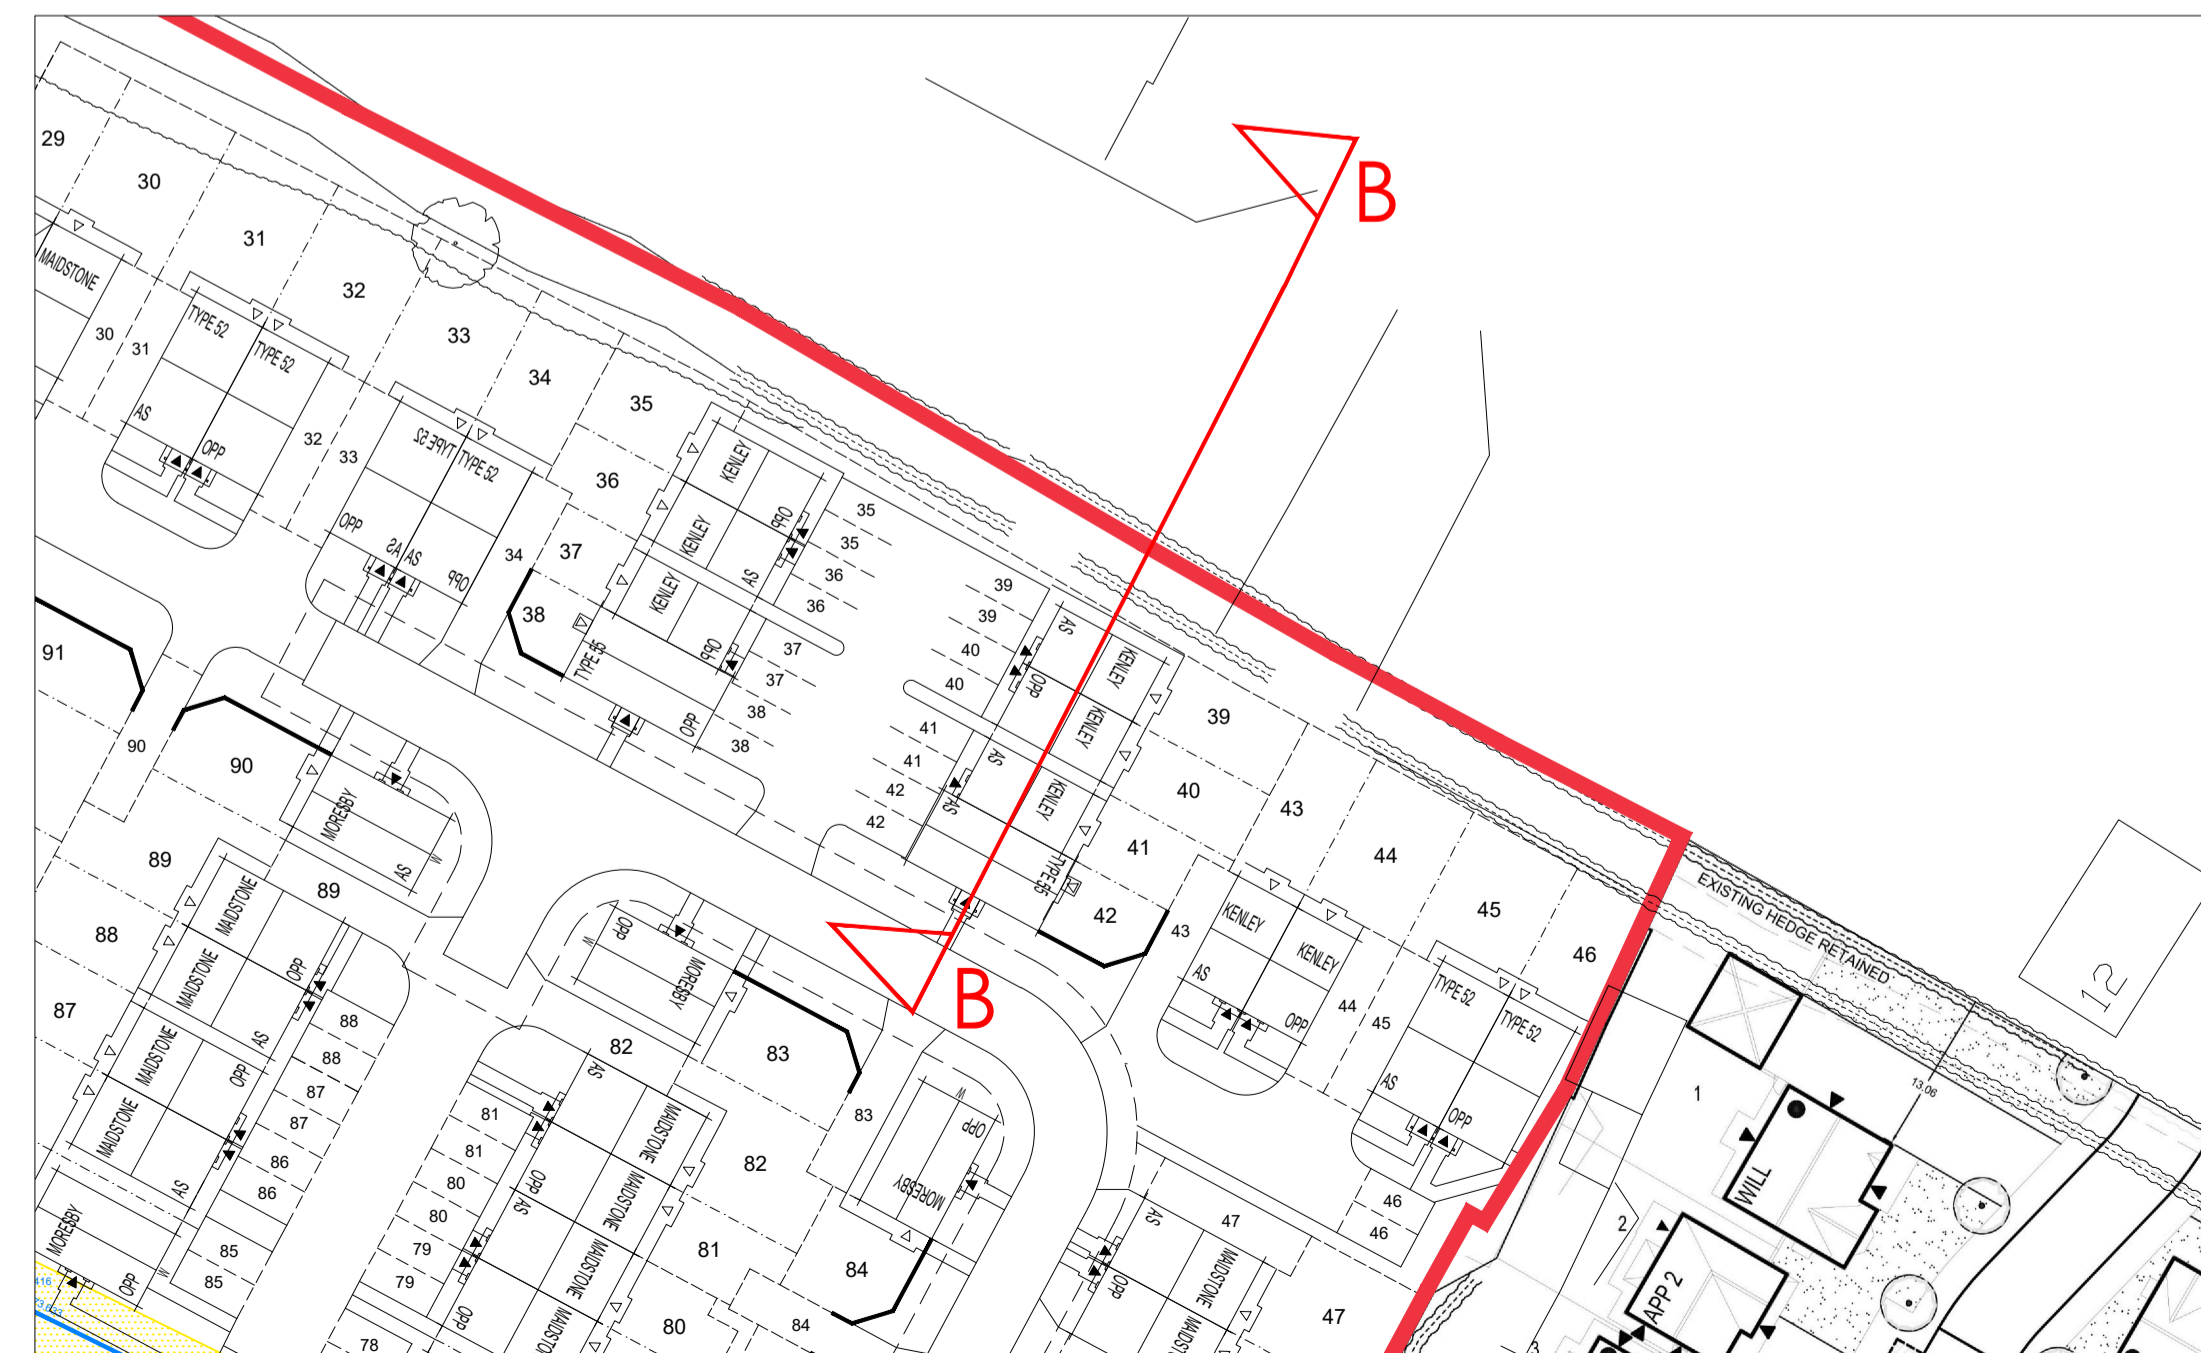 29
30
31
32
33
34
35
36
37
38
MAIDSTONE
30
31
TYPE 52
TYPE 52
AS
OPP
32
33
TYPE 52
TYPE 52
OPP
AS
AS
OPP
34
KENLEY
KENLEY
KENLEY
OPP
AS
OPP
TYPE 55
OPP
35
35
36
36
37
37
38
38
B
39
39
40
40
41
41
42
42
AS
OPP
AS
AS
KENLEY
KENLEY
KENLEY
TYPE 55
39
40
41
42
43
44
45
46
43
KENLEY
KENLEY
AS
OPP
44
45
TYPE 52
TYPE 52
AS
OPP
46
46
B
EXISTING HEDGE RETAINED
12
13.06
1
2
WILL
APP 2
91
90
90
MORESBY
AS
W
89
89
88
87
MAIDSTONE
MAIDSTONE
MAIDSTONE
MAIDSTONE
OPP
AS
OPP
AS
88
88
87
87
86
86
85
85
MORESBY
OPP
W
OPP
W
MORESBY
82
83
83
AS
OPP
AS
OPP
MAIDSTONE
MAIDSTONE
MAIDSTONE
MAIDSTONE
81
81
80
80
79
79
78
82
81
80
W
OPP
MORESBY
84
84
AS
OPP
47
MAIDSTONE
47